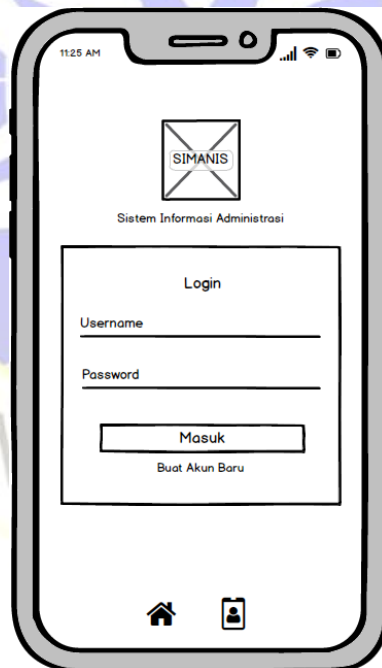 11:25 AM
SIMANIS
Sistem Informasi Administrasi
Login
Username
Password
Masuk
Buat Akun Baru